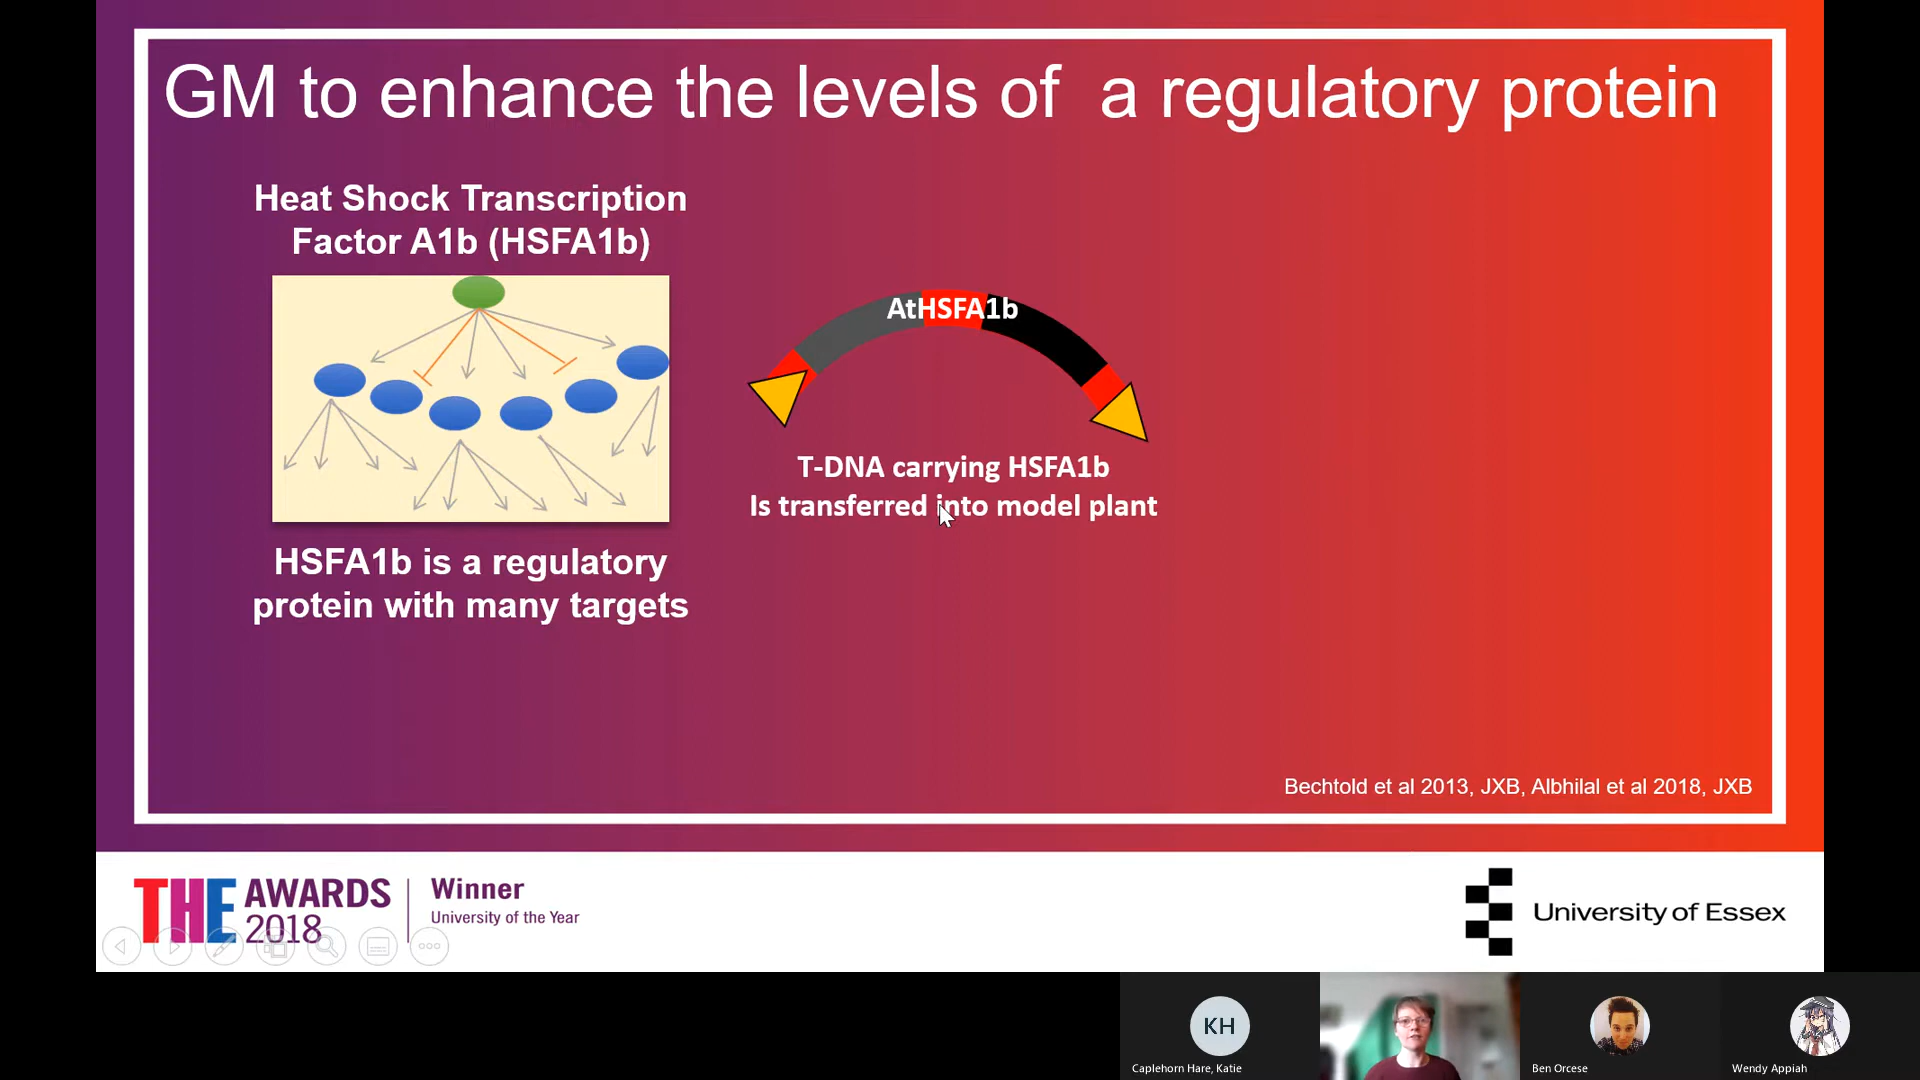 GM to enhance the levels of  a regulatory protein
Heat Shock Transcription
Factor A1b (HSFA1b)
HSFA1b is a regulatory
protein with many targets
AtHSFA1b
T-DNA carrying HSFA1b
Is transferred into model plant
Bechtold et al 2013, JXB, Albhilal et al 2018, JXB
THE AWARDS
2018
Winner
University of the Year
University of Essex
KH
Caplehorn Hare, Katie
Ben Orcese
Wendy Appiah